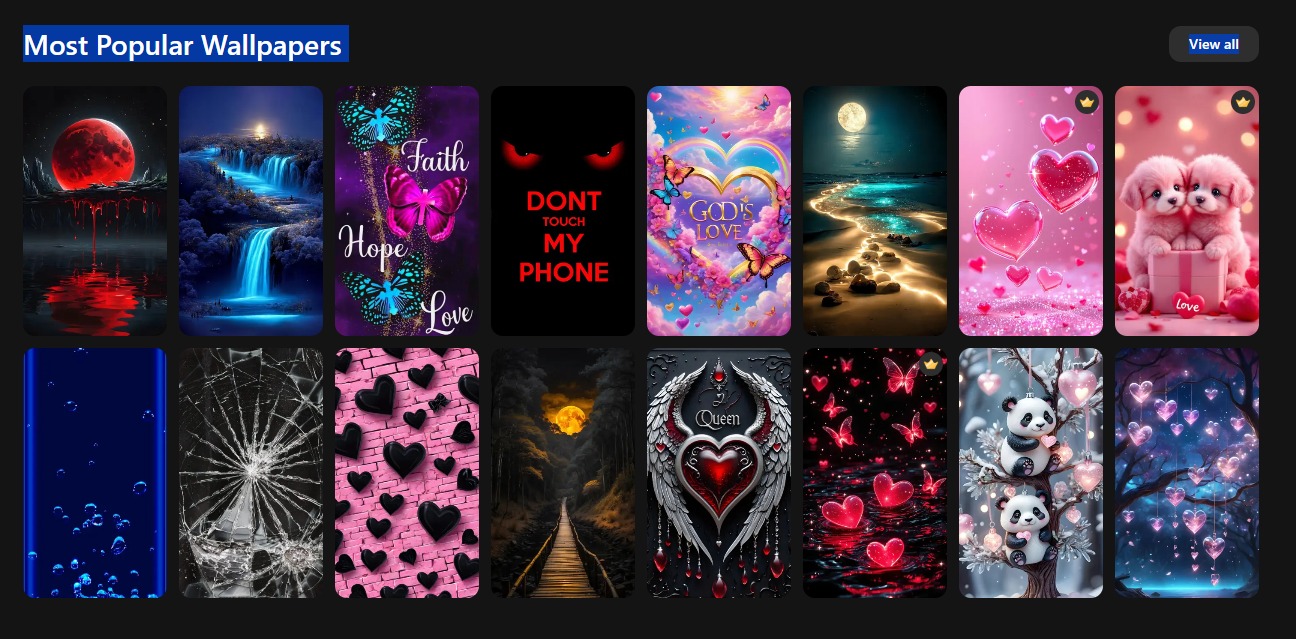 Most Popular Wallpapers
View all
Faith
Hope
Love
DONT
TOUCH
MY
PHONE
GOD'S
LOVE
Love
Queen